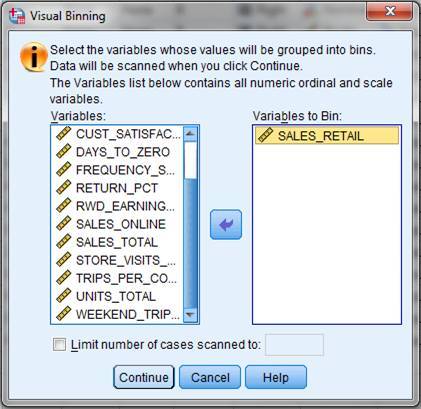 Visual Binning
Select the variables whose values will be grouped into bins.
Data will be scanned when you click Continue.
The Variables list below contains all numeric ordinal and scale
variables.
Variables:
CUST_SATISFAC...
DAYS_TO_ZERO
FREQUENCY_S...
RETURN_PCT
RWD_EARNING...
SALES_ONLINE
SALES_TOTAL
STORE_VISITS_...
TRIPS_PER_CO...
UNITS_TOTAL
WEEKEND_TRIP...
Variables to Bin:
SALES_RETAIL
Limit number of cases scanned to:
Continue
Cancel
Help